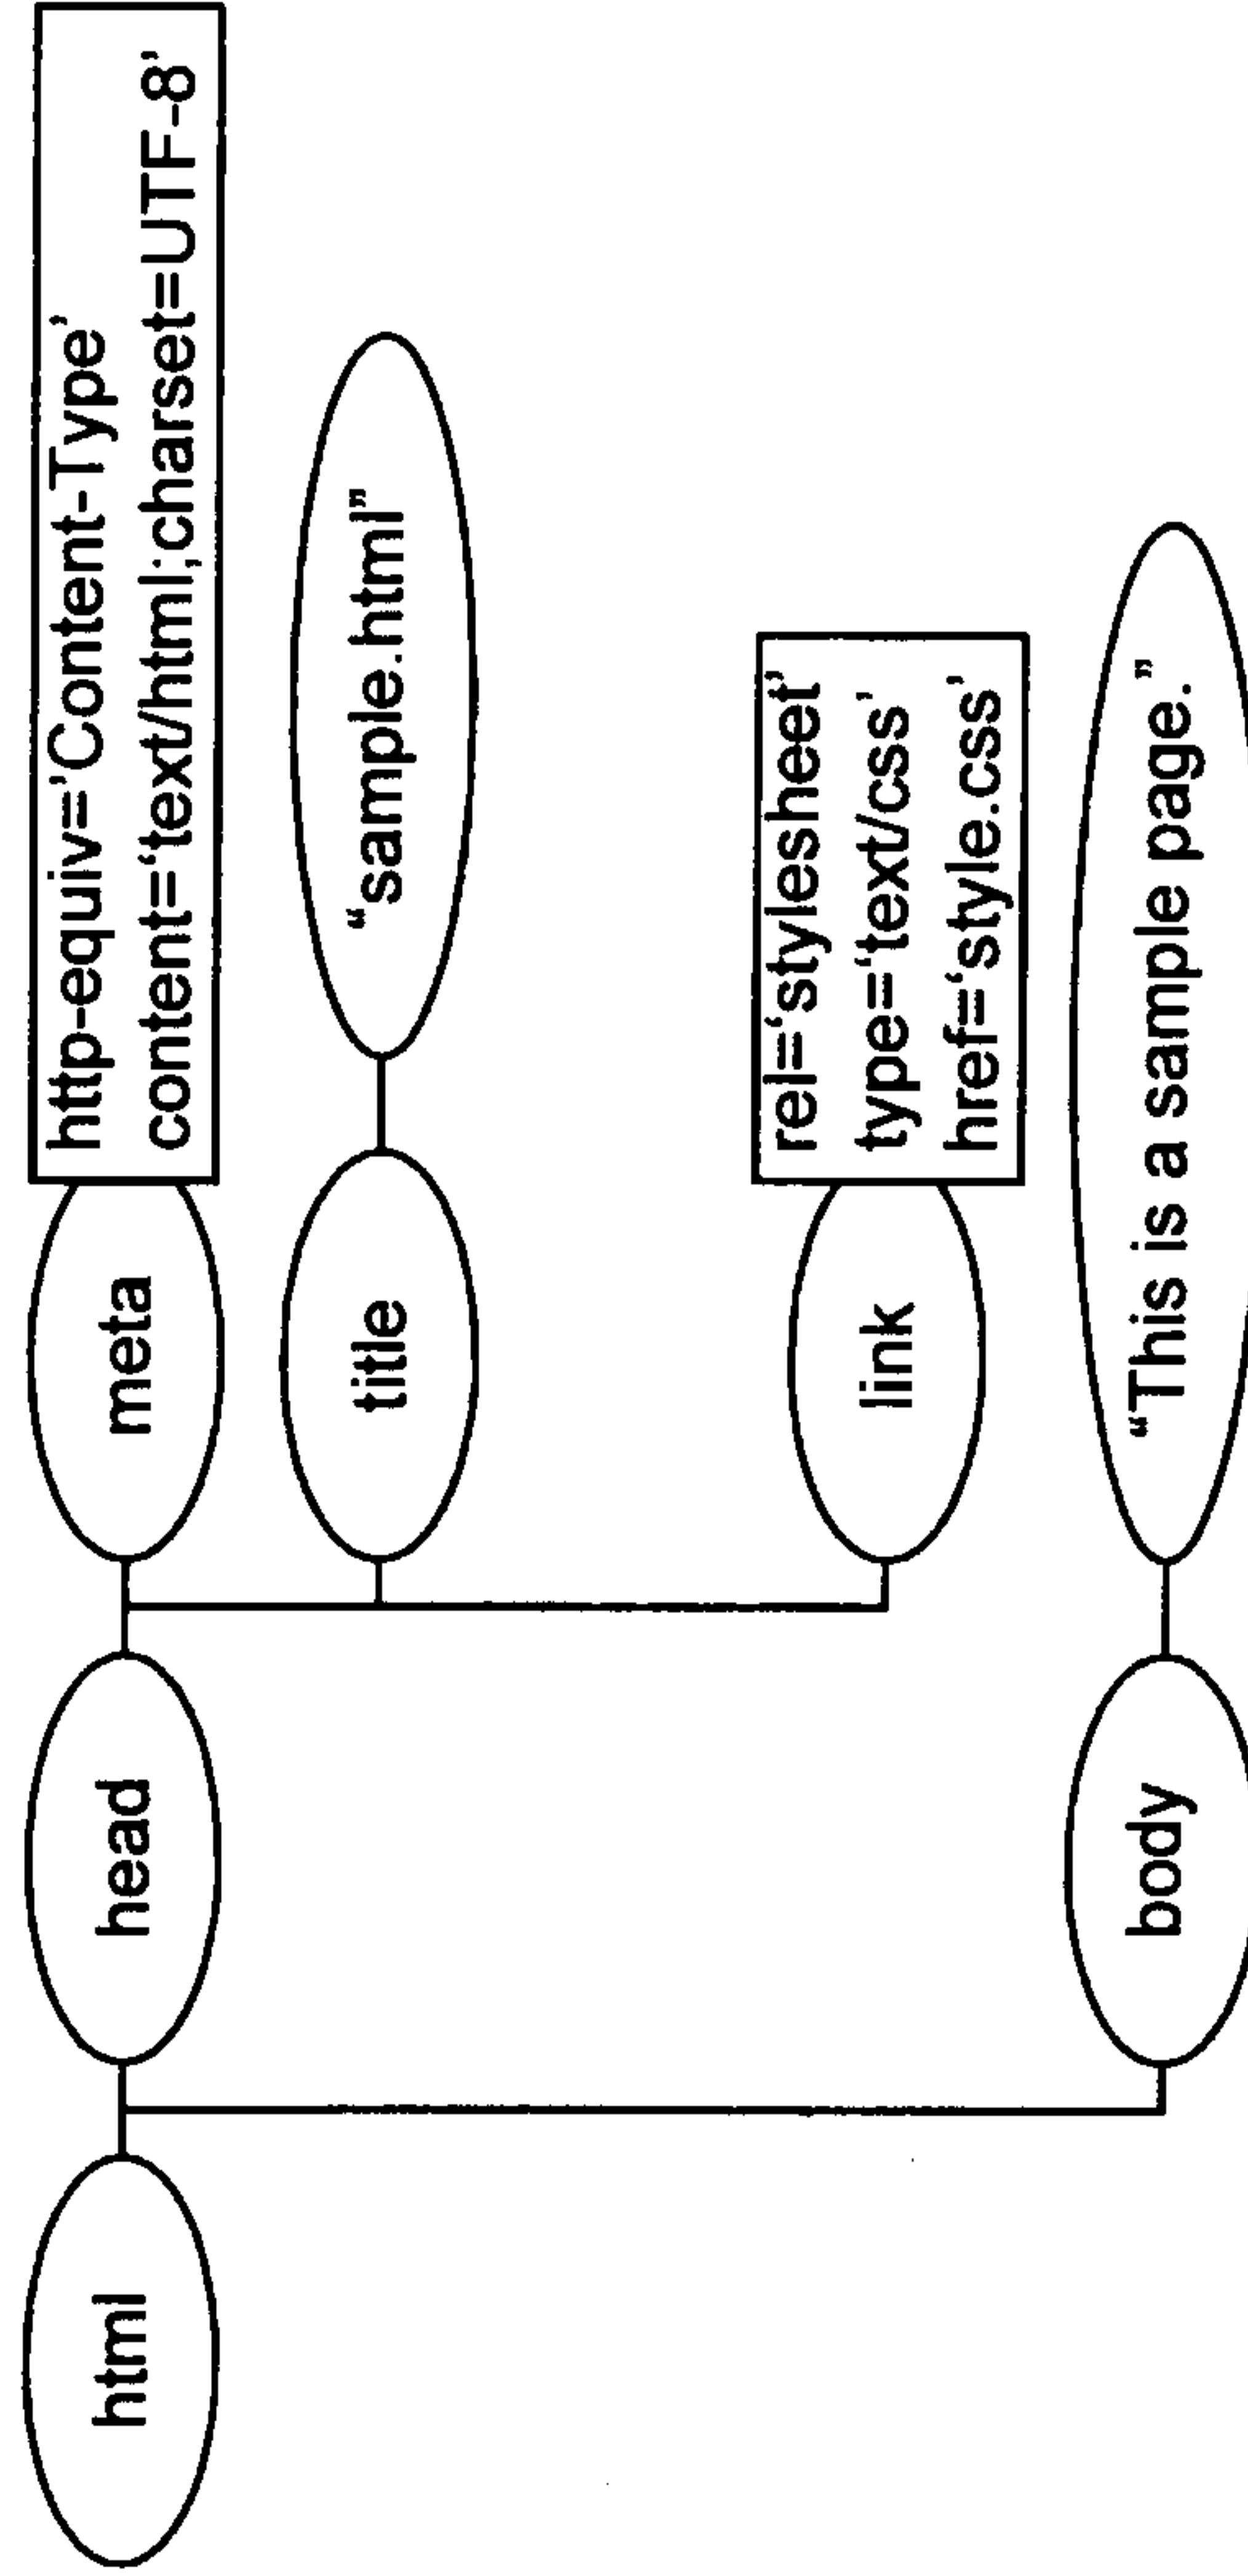 html
head
meta
http-equiv='Content-Type'
content='text/html;charset=UTF-8'
title
“sample.html”
link
rel='stylesheet'
type='text/css'
href='style.css'
body
“This is a sample page.”